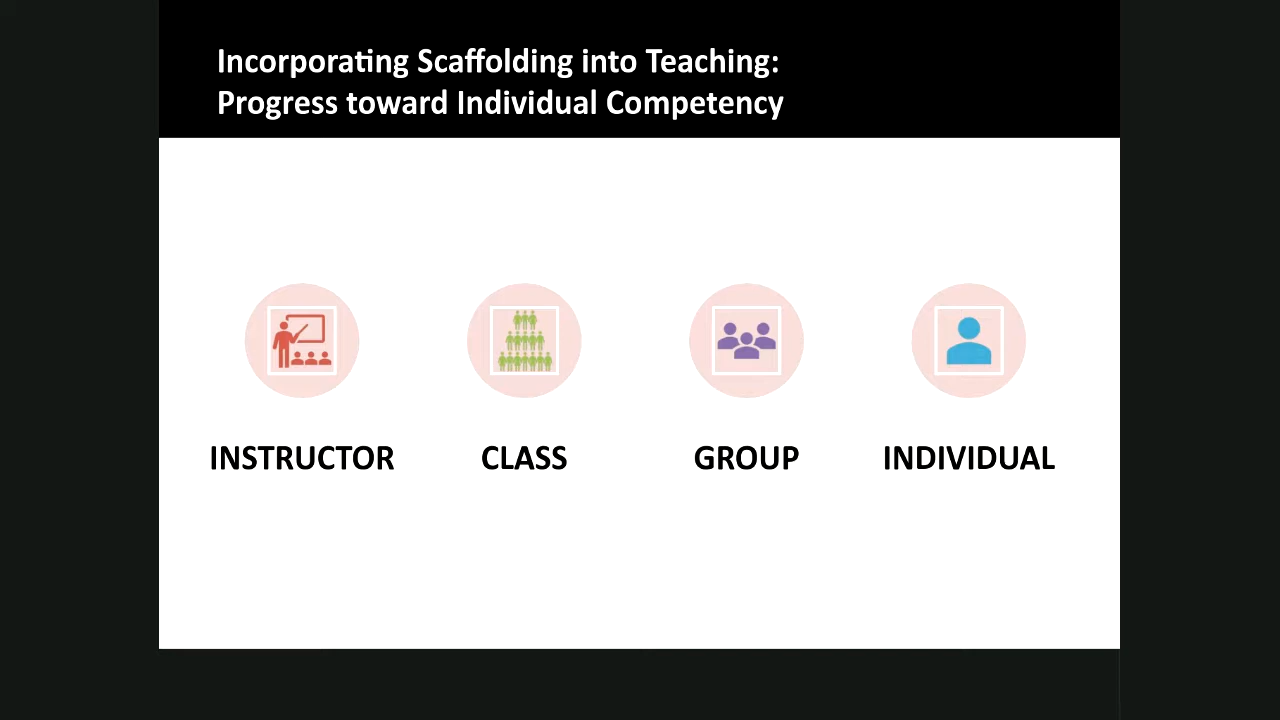 Incorporating Scaffolding into Teaching:
Progress toward Individual Competency
INSTRUCTOR
CLASS
GROUP
INDIVIDUAL